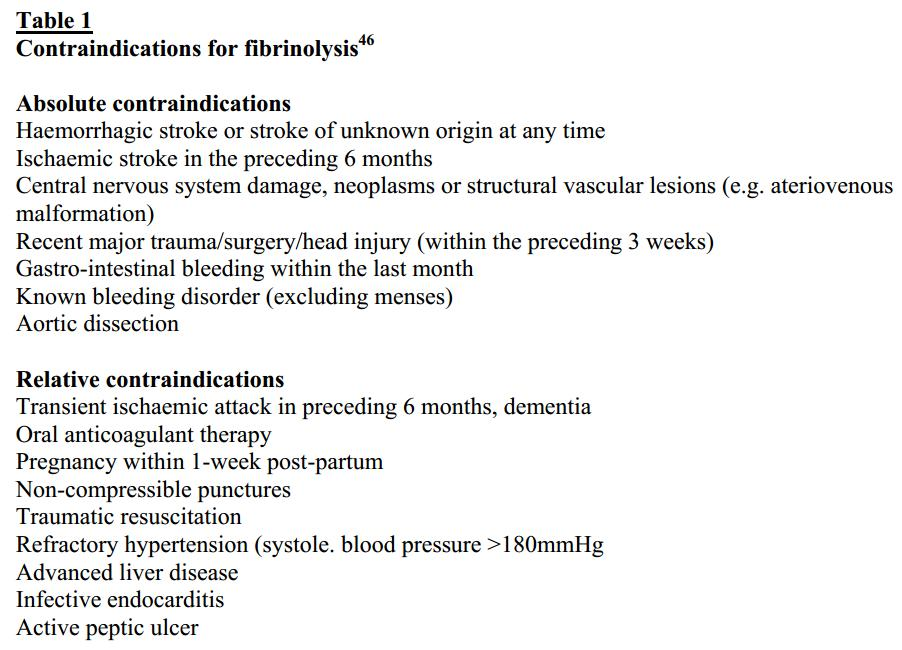 Table 1
Contraindications for fibrinolysis46
Absolute contraindications
Haemorrhagic stroke or stroke of unknown origin at any time
Ischaemic stroke in the preceding 6 months
Central nervous system damage, neoplasms or structural vascular lesions (e.g. ateriovenous
malformation)
Recent major trauma/surgery/head injury (within the preceding 3 weeks)
Gastro-intestinal bleeding within the last month
Known bleeding disorder (excluding menses)
Aortic dissection
Relative contraindications
Transient ischaemic attack in preceding 6 months, dementia
Oral anticoagulant therapy
Pregnancy within 1-week post-partum
Non-compressible punctures
Traumatic resuscitation
Refractory hypertension (systole. blood pressure >180mmHg
Advanced liver disease
Infective endocarditis
Active peptic ulcer